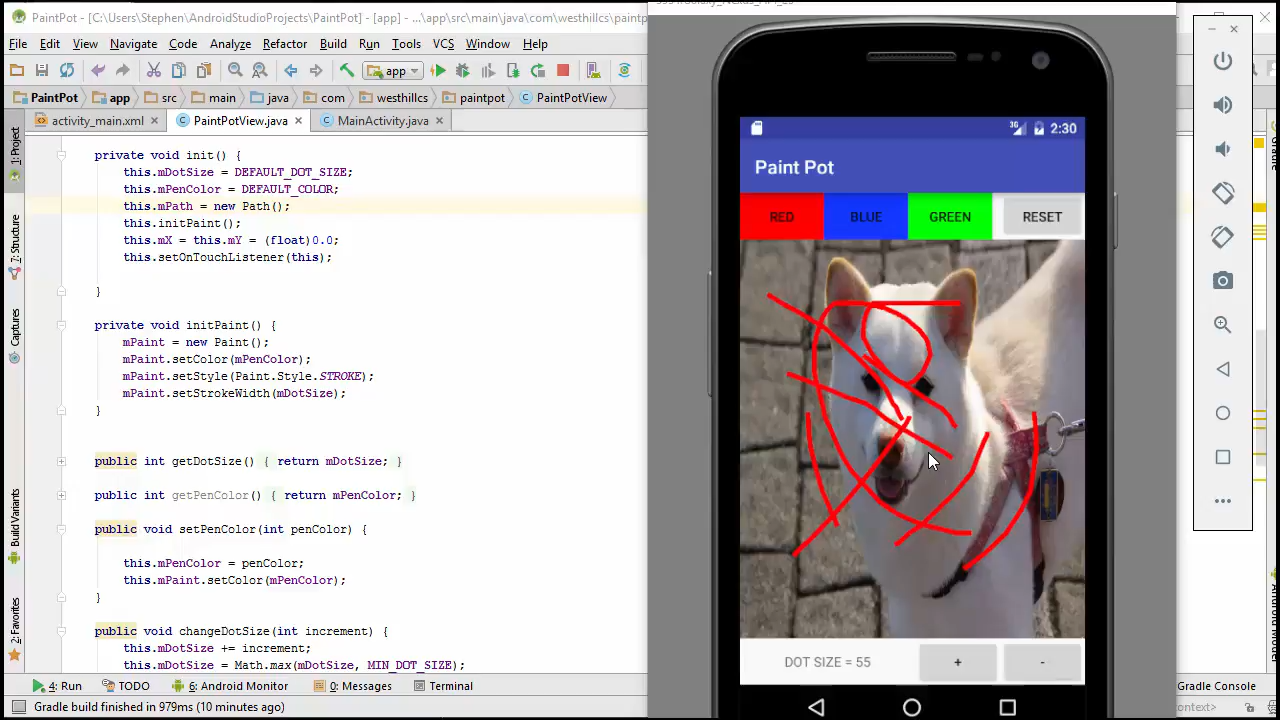 PaintPot - [C:\Users\Stephen\AndroidStudioProjects\PaintPot] - [app] - ...\app\src\main\java\com\westhillcs\paintp
File Edit View Navigate Code Analyze Refactor Build Run Tools VCS Window Help
app
PaintPot app src main java com westhillcs paintpot PaintPotView
activity_main.xml PaintPotView.java MainActivity.java
1: Project
7: Structure
Captures
Build Variants
2: Favorites
private void init() {
this.mDotSize = DEFAULT_DOT_SIZE;
this.mPenColor = DEFAULT_COLOR;
this.mPath = new Path();
this.initPaint();
this.mX = this.mY = (float)0.0;
this.setOnTouchListener(this);
}
private void initPaint() {
mPaint = new Paint();
mPaint.setColor(mPenColor);
mPaint.setStyle(Paint.Style.STROKE);
mPaint.setStrokeWidth(mDotSize);
}
public int getDotSize() { return mDotSize; }
public int getPenColor() { return mPenColor; }
public void setPenColor(int penColor) {
this.mPenColor = penColor;
this.mPaint.setColor(mPenColor);
}
public void changeDotSize(int increment) {
this.mDotSize += increment;
this.mDotSize = Math.max(mDotSize, MIN_DOT_SIZE);
3G 2:30
Paint Pot
RED BLUE GREEN RESET
DOT SIZE = 55 + -
4: Run TODO 6: Android Monitor 0: Messages Terminal Gradle Console
Gradle build finished in 979ms (10 minutes ago) context>